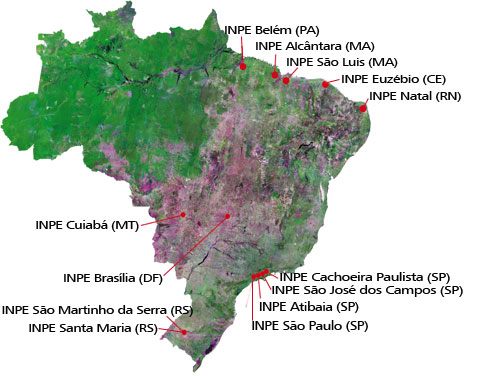 INPE Belém (PA)
INPE Alcântara (MA)
INPE São Luis (MA)
INPE Euzébio (CE)
INPE Natal (RN)
INPE Cuiabá (MT)
INPE Brasília (DF)
INPE Cachoeira Paulista (SP)
INPE São José dos Campos (SP)
INPE Atibaia (SP)
INPE São Paulo (SP)
INPE São Martinho da Serra (RS)
INPE Santa Maria (RS)